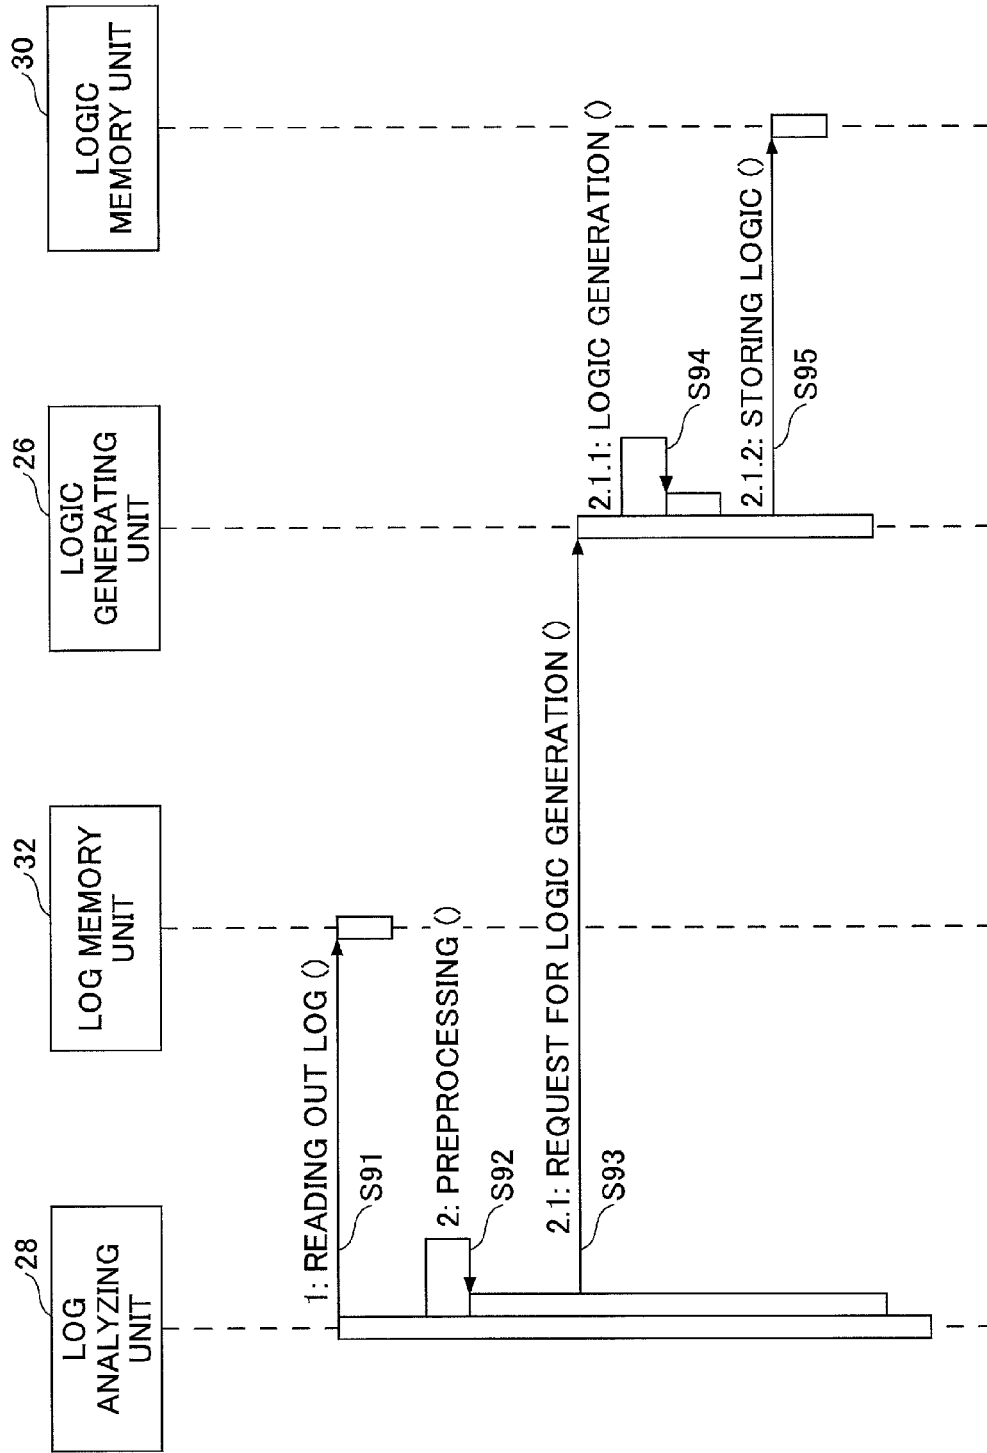 28
LOG
ANALYZING
UNIT
32
LOG MEMORY
UNIT
26
LOGIC
GENERATING
UNIT
30
LOGIC
MEMORY UNIT
1: READING OUT LOG ()
S91
2: PREPROCESSING ()
S92
2.1: REQUEST FOR LOGIC GENERATION ()
S93
2.1.1: LOGIC GENERATION ()
S94
2.1.2: STORING LOGIC ()
S95